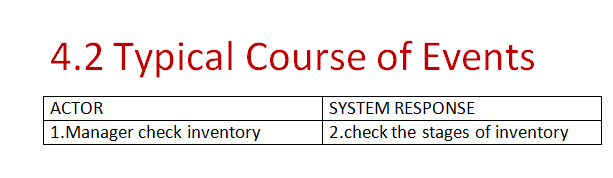 4.2 Typical Course of Events
ACTOR SYSTEM RESPONSE
1.Manager check inventory 2.check the stages of inventory